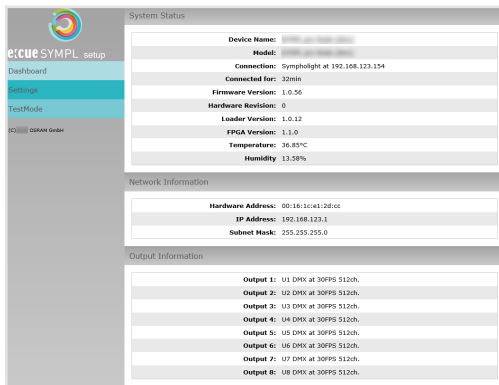 e:cue SYMPL setup
Dashboard
Settings
TestMode
(C) OSRAM GmbH
System Status
Device Name:
Model:
Connection: Sympholight at 192.168.123.154
Connected for: 32min
Firmware Version: 1.0.56
Hardware Revision: 0
Loader Version: 1.0.12
FPGA Version: 1.1.0
Temperature: 36.85°C
Humidity 13.58%
Network Information
Hardware Address: 00:16:1c:e1:2d:cc
IP Address: 192.168.123.1
Subnet Mask: 255.255.255.0
Output Information
Output 1: U1 DMX at 30FPS 512ch.
Output 2: U2 DMX at 30FPS 512ch.
Output 3: U3 DMX at 30FPS 512ch.
Output 4: U4 DMX at 30FPS 512ch.
Output 5: U5 DMX at 30FPS 512ch.
Output 6: U6 DMX at 30FPS 512ch.
Output 7: U7 DMX at 30FPS 512ch.
Output 8: U8 DMX at 30FPS 512ch.